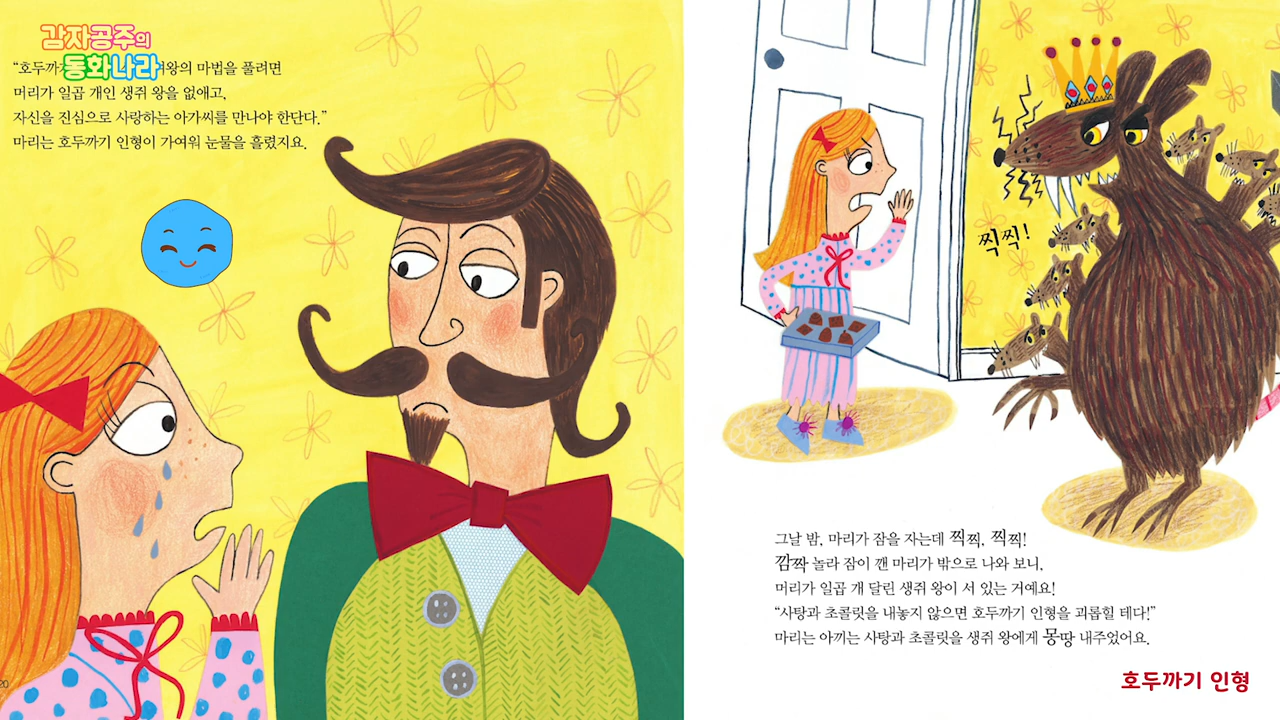 감자공주의
동화나라
“호두까 여왕의 마법을 풀려면
머리가 일곱 개인 생쥐 왕을 없애고,
자신을 진심으로 사랑하는 아가씨를 만나야 한단다.”
마리는 호두까기 인형이 가여워 눈물을 흘렸지요.
20
찍찍!
그날 밤, 마리가 잠을 자는데 찍찍, 찍찍!
깜짝 놀라 잠이 깬 마리가 밖으로 나와 보니,
머리가 일곱 개 달린 생쥐 왕이 서 있는 거예요!
“사탕과 초콜릿을 내놓지 않으면 호두까기 인형을 괴롭힐 테다!”
마리는 아끼는 사탕과 초콜릿을 생쥐 왕에게 몽땅 내주었어요.
호두까기 인형